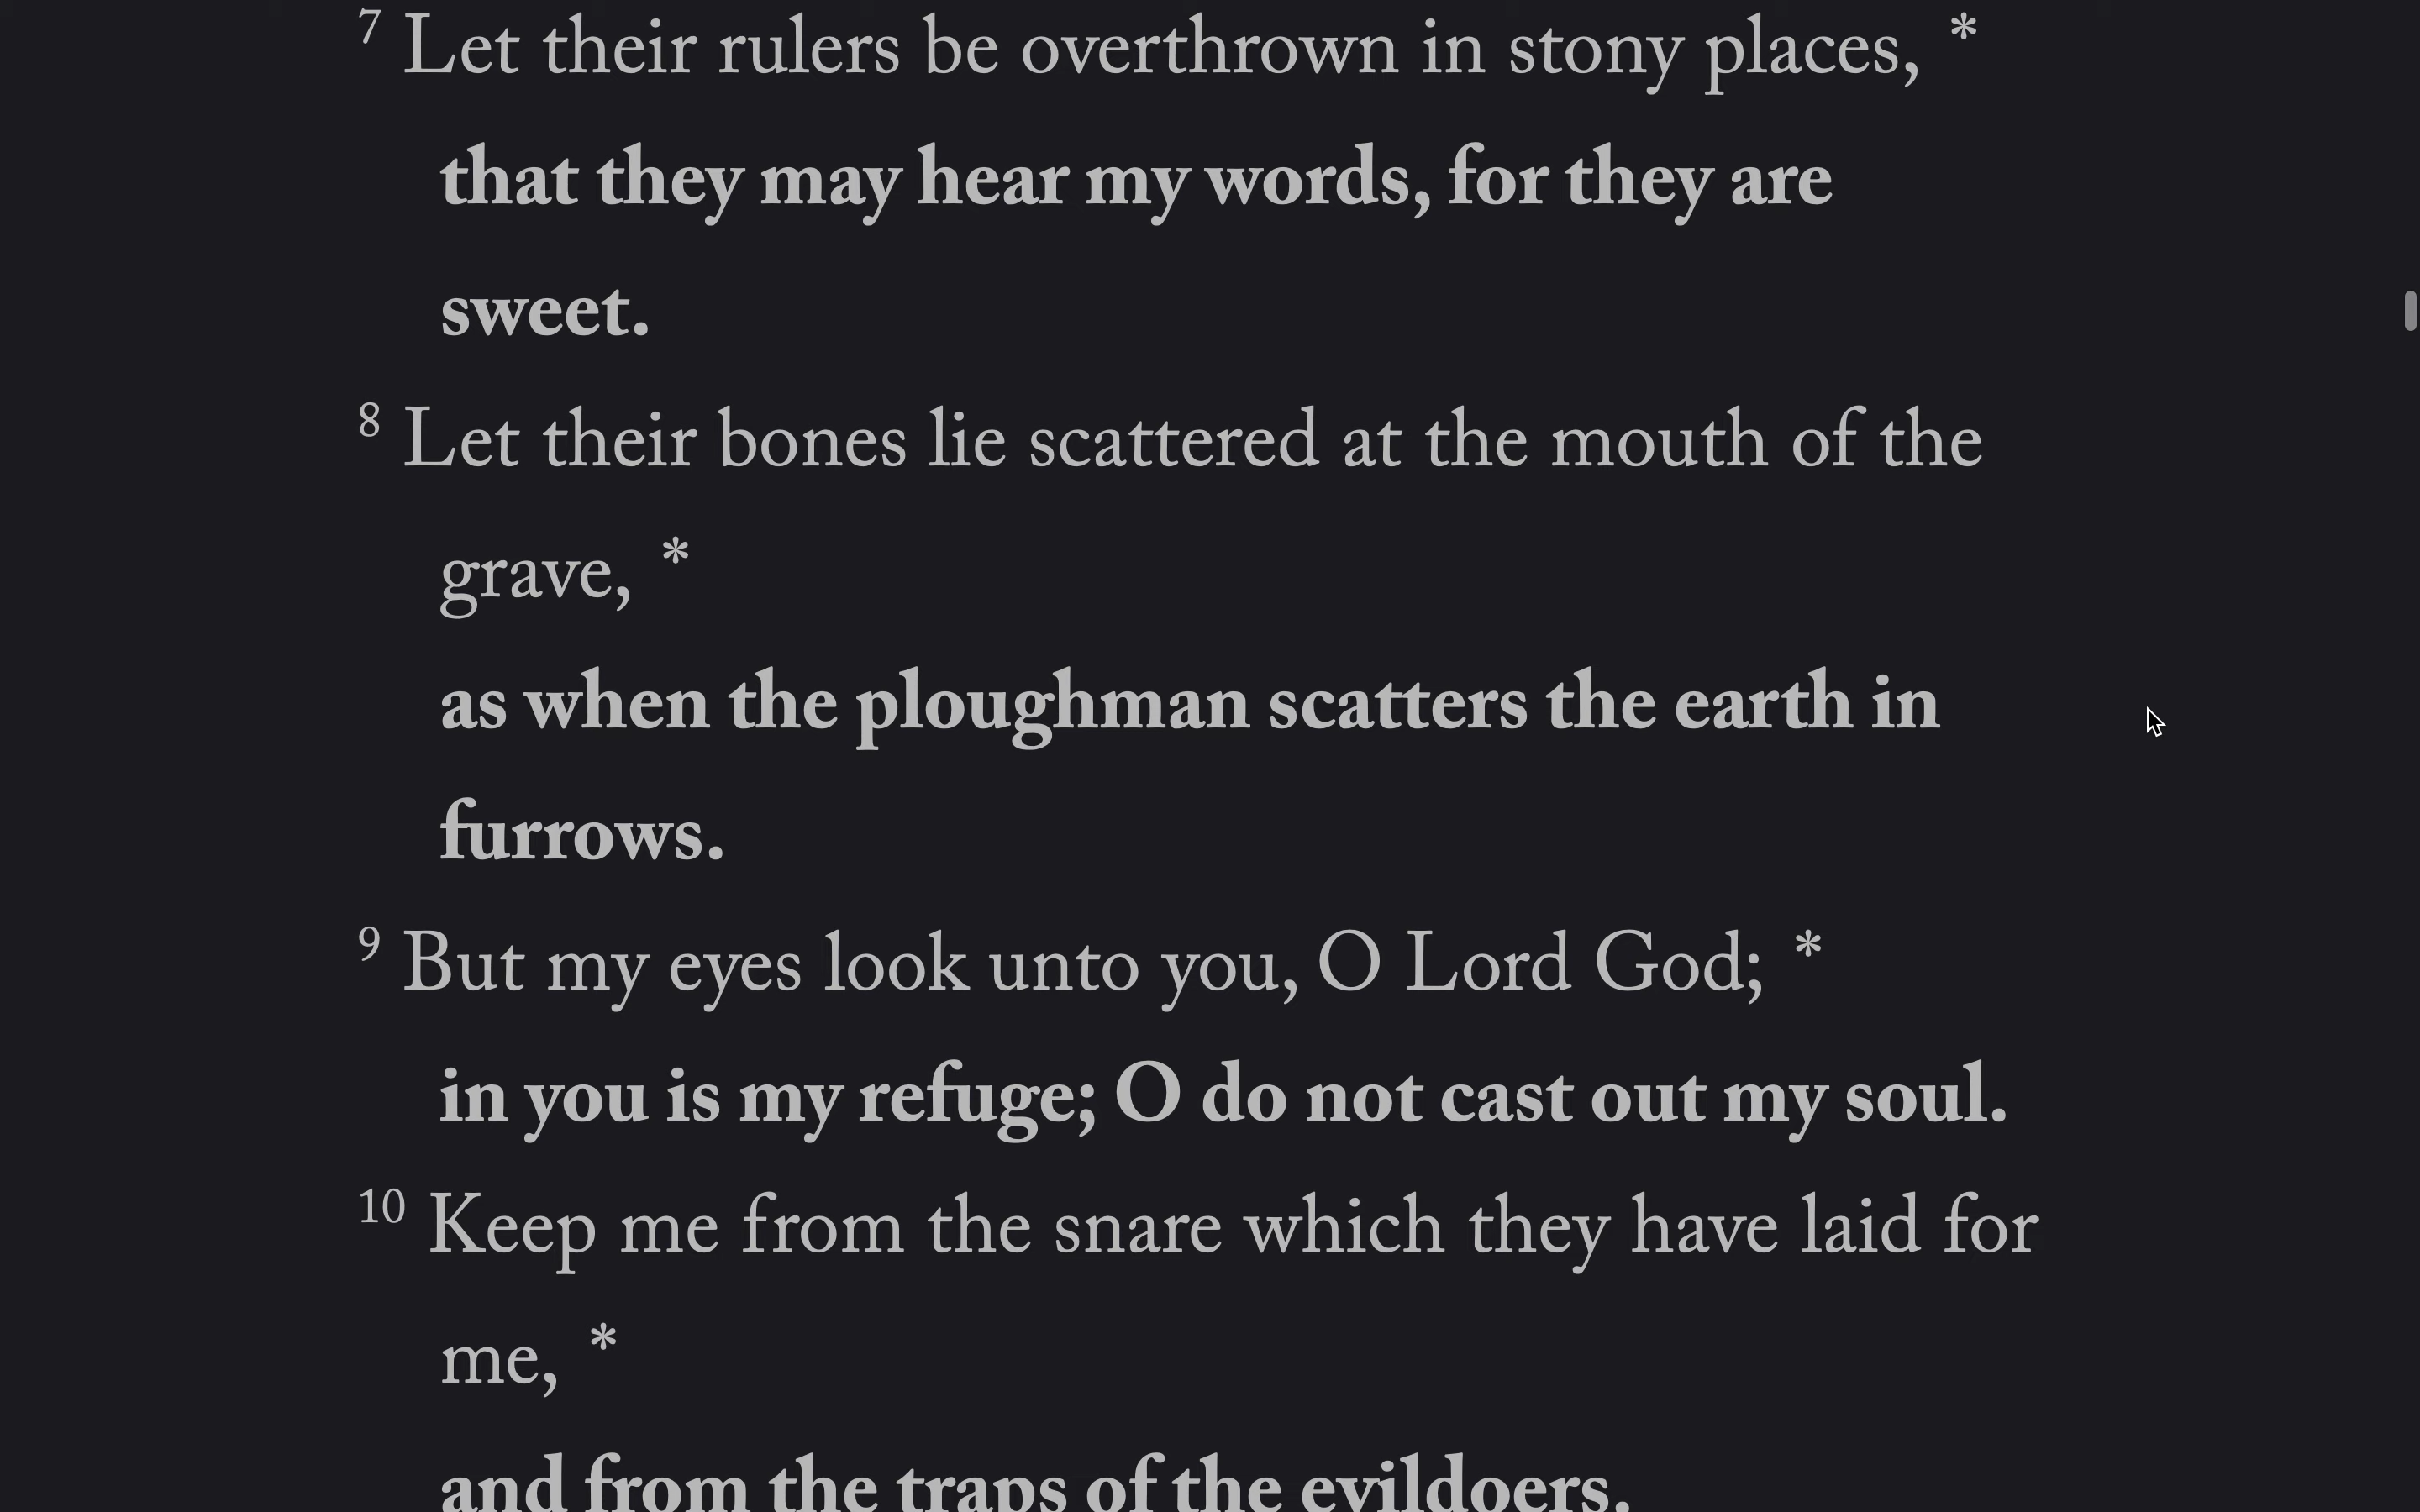 7 Let their rulers be overthrown in stony places, *
that they may hear my words, for they are
sweet.
8 Let their bones lie scattered at the mouth of the
grave, *
as when the ploughman scatters the earth in
furrows.
9 But my eyes look unto you, O Lord God; *
in you is my refuge; O do not cast out my soul.
10 Keep me from the snare which they have laid for
me, *
and from the traps of the evildoers.